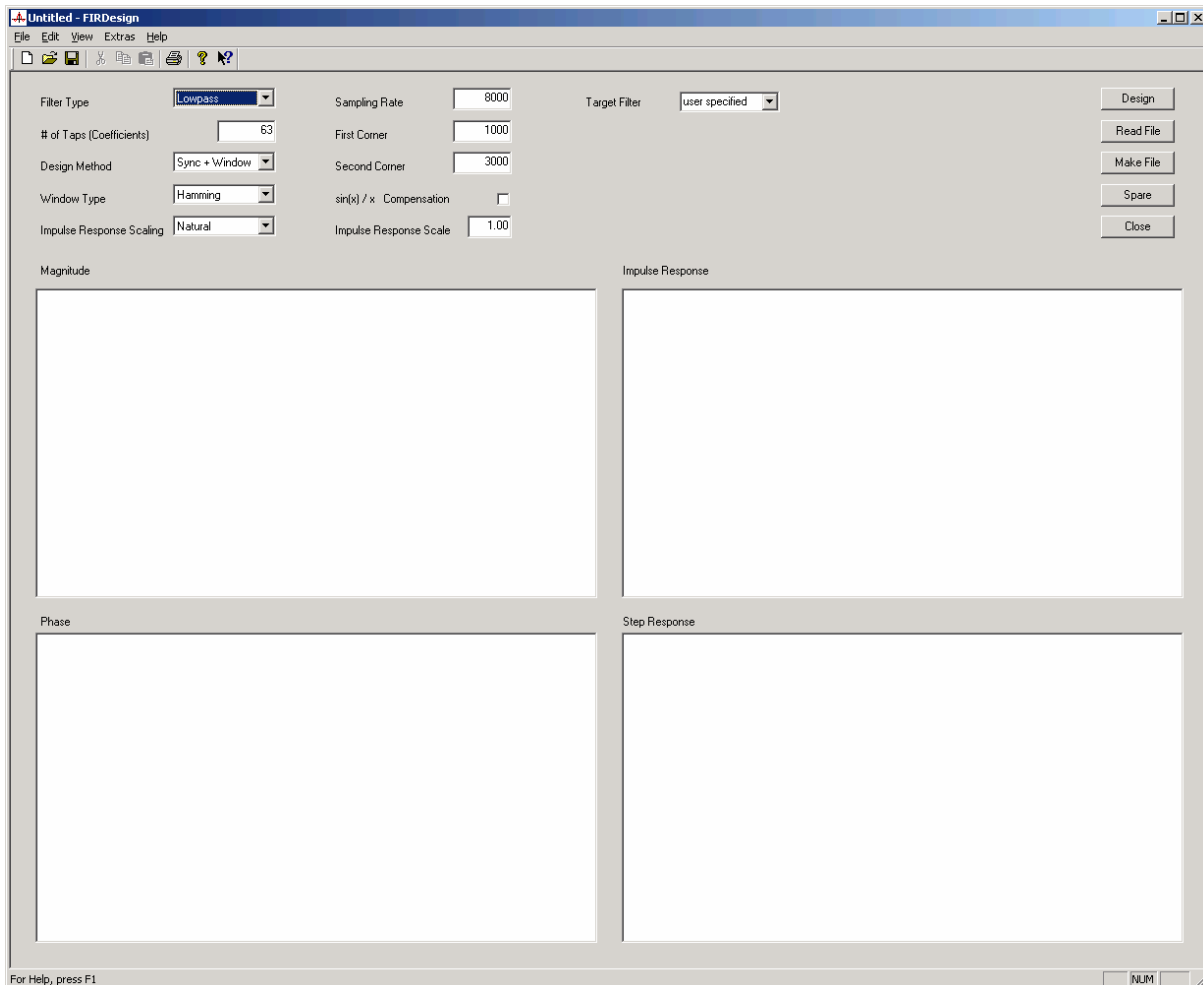 Untitled - FIRDesign
File Edit View Extras Help
Filter Type Lowpass Sampling Rate 8000 Target Filter user specified Design
# of Taps (Coefficients) 63 First Corner 1000 Read File
Design Method Sync + Window Second Corner 3000 Make File
Window Type Hamming sin(x) / x Compensation Spare
Impulse Response Scaling Natural Impulse Response Scale 1.00 Close
Magnitude Impulse Response
Phase Step Response
For Help, press F1 NUM